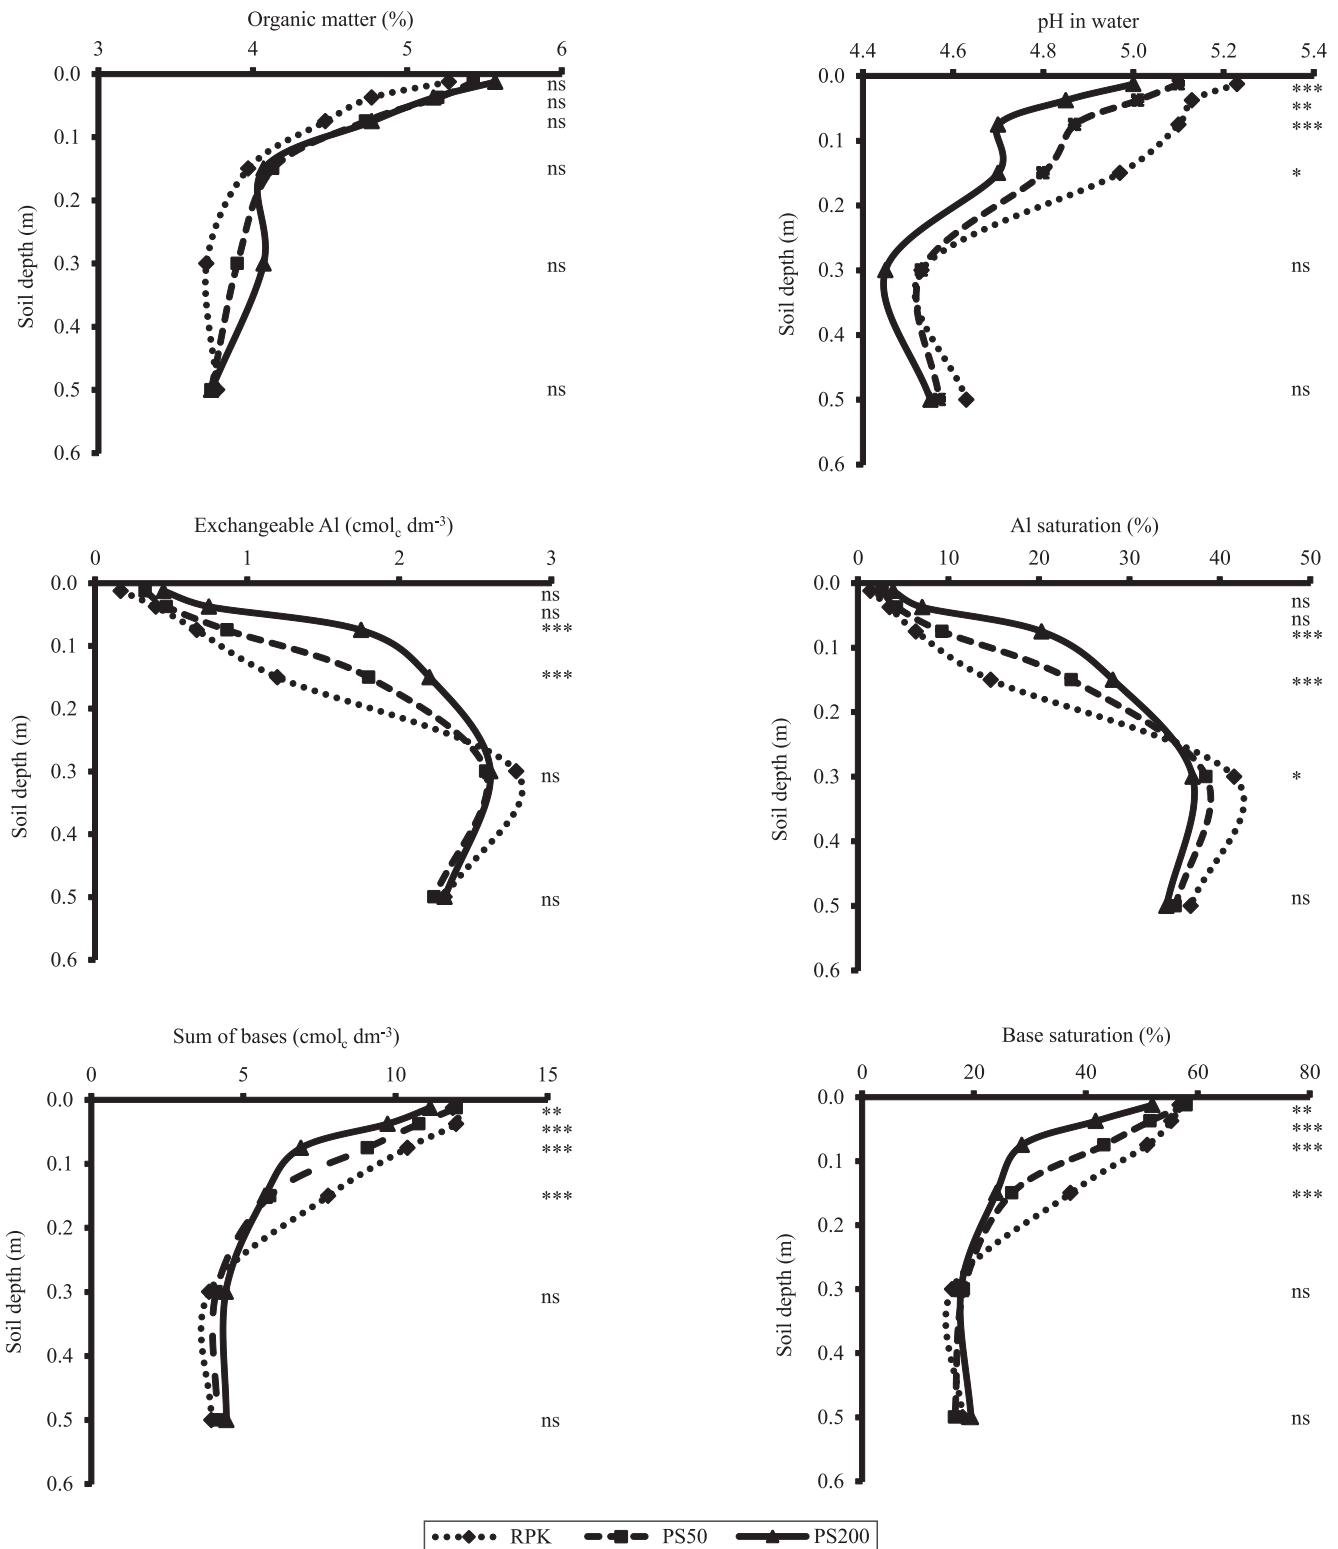 Organic matter (%)
3 4 5 6
0.0
0.1
0.2
0.3
0.4
0.5
0.6
Soil depth (m)
ns
ns
ns
ns
ns
ns
pH in water
4.4 4.6 4.8 5.0 5.2 5.4
0.0
0.1
0.2
0.3
0.4
0.5
0.6
Soil depth (m)
***
**
***
*
ns
ns
Exchangeable Al (cmolc dm-3)
0 1 2 3
0.0
0.1
0.2
0.3
0.4
0.5
0.6
Soil depth (m)
ns
ns
***
***
ns
ns
Al saturation (%)
0 10 20 30 40 50
0.0
0.1
0.2
0.3
0.4
0.5
0.6
Soil depth (m)
ns
ns
***
***
*
ns
Sum of bases (cmolc dm-3)
0 5 10 15
0.0
0.1
0.2
0.3
0.4
0.5
0.6
Soil depth (m)
**
***
***
***
ns
ns
Base saturation (%)
0 20 40 60 80
0.0
0.1
0.2
0.3
0.4
0.5
0.6
Soil depth (m)
**
***
***
***
ns
ns
RPK PS50 PS200